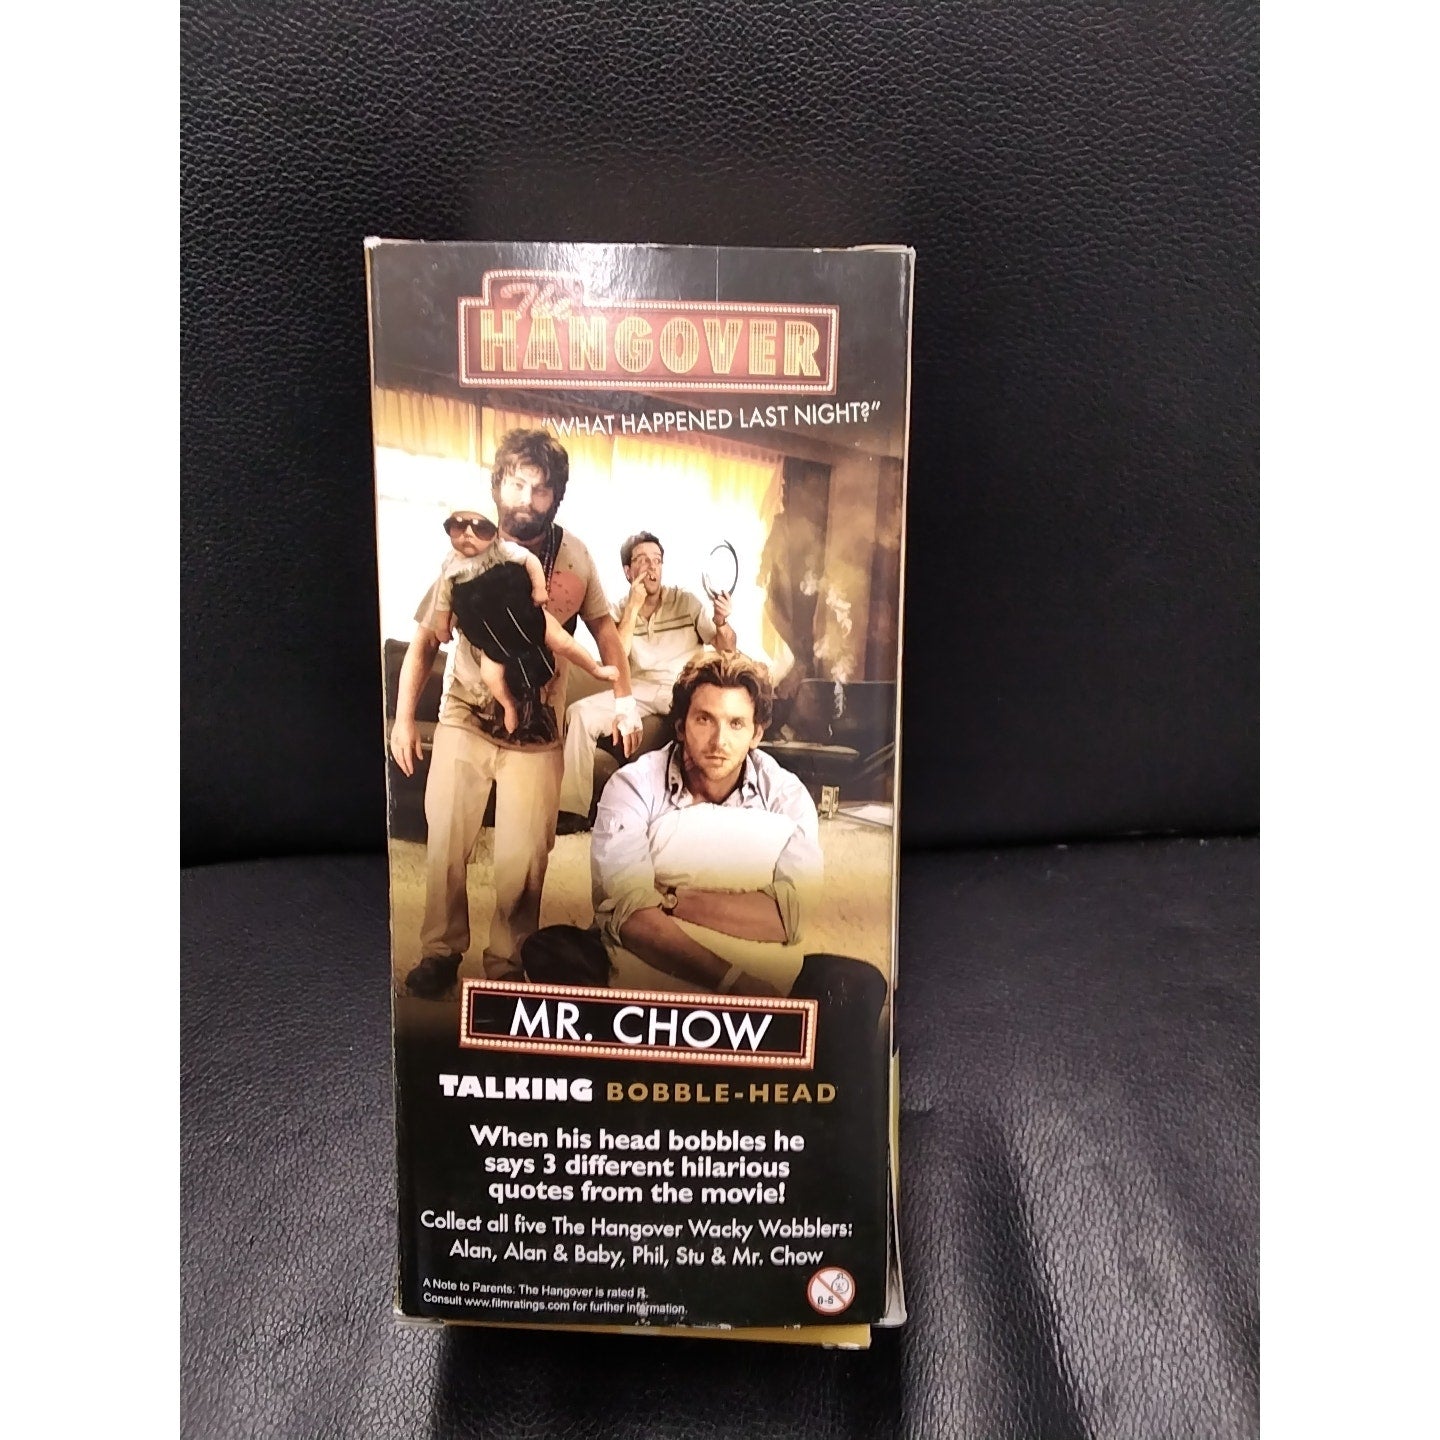 The
HANGOVER
"WHAT HAPPENED LAST NIGHT?"
MR. CHOW
TALKING BOBBLE-HEAD
When his head bobbles he
says 3 different hilarious
quotes from the movie!
Collect all five The Hangover Wacky Wobblers:
Alan, Alan & Baby, Phil, Stu & Mr. Chow
A Note to Parents: The Hangover is rated R.
Consult www.filmratings.com for further information.
0-3